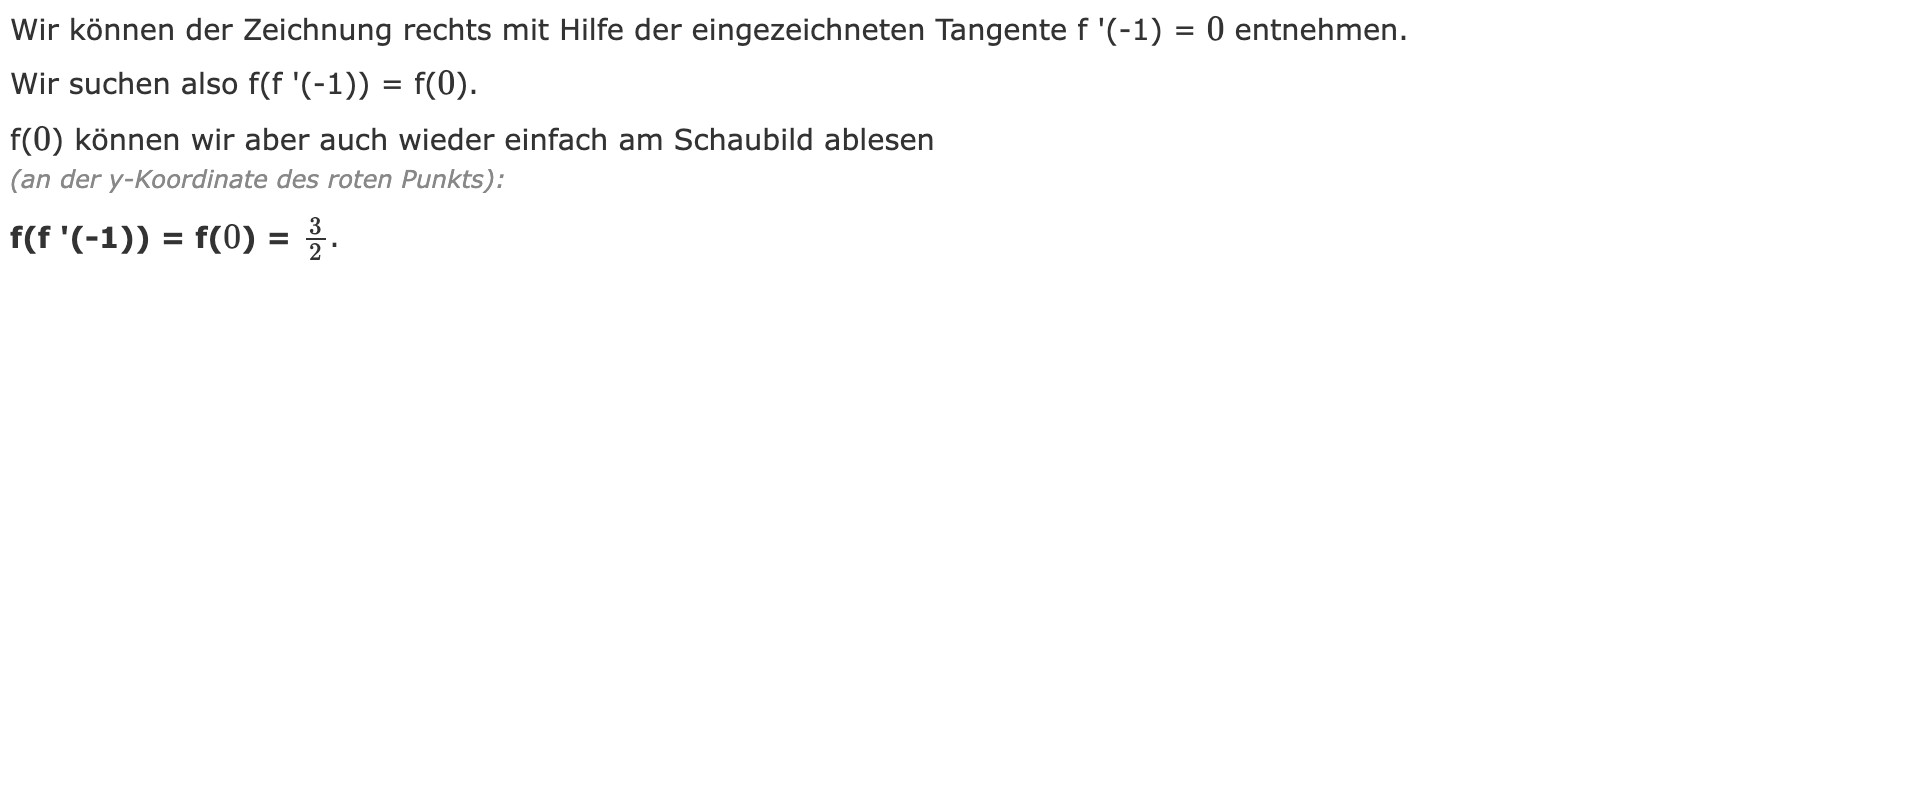 Wir können der Zeichnung rechts mit Hilfe der eingezeichneten Tangente f '(-1) = 0 entnehmen.
Wir suchen also f(f '(-1)) = f(0).
f(0) können wir aber auch wieder einfach am Schaubild ablesen
(an der y-Koordinate des roten Punkts):
f(f '(-1)) = f(0) = 3/2.